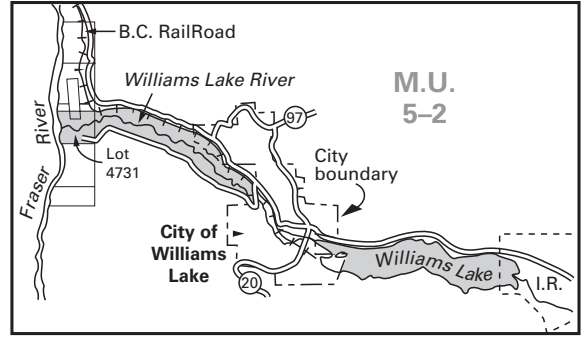 B.C. RailRoad
Williams Lake River
M.U.
5–2
97
Fraser River
Lot
4731
City
boundary
City of
Williams
Lake
Williams Lake
I.R.
20